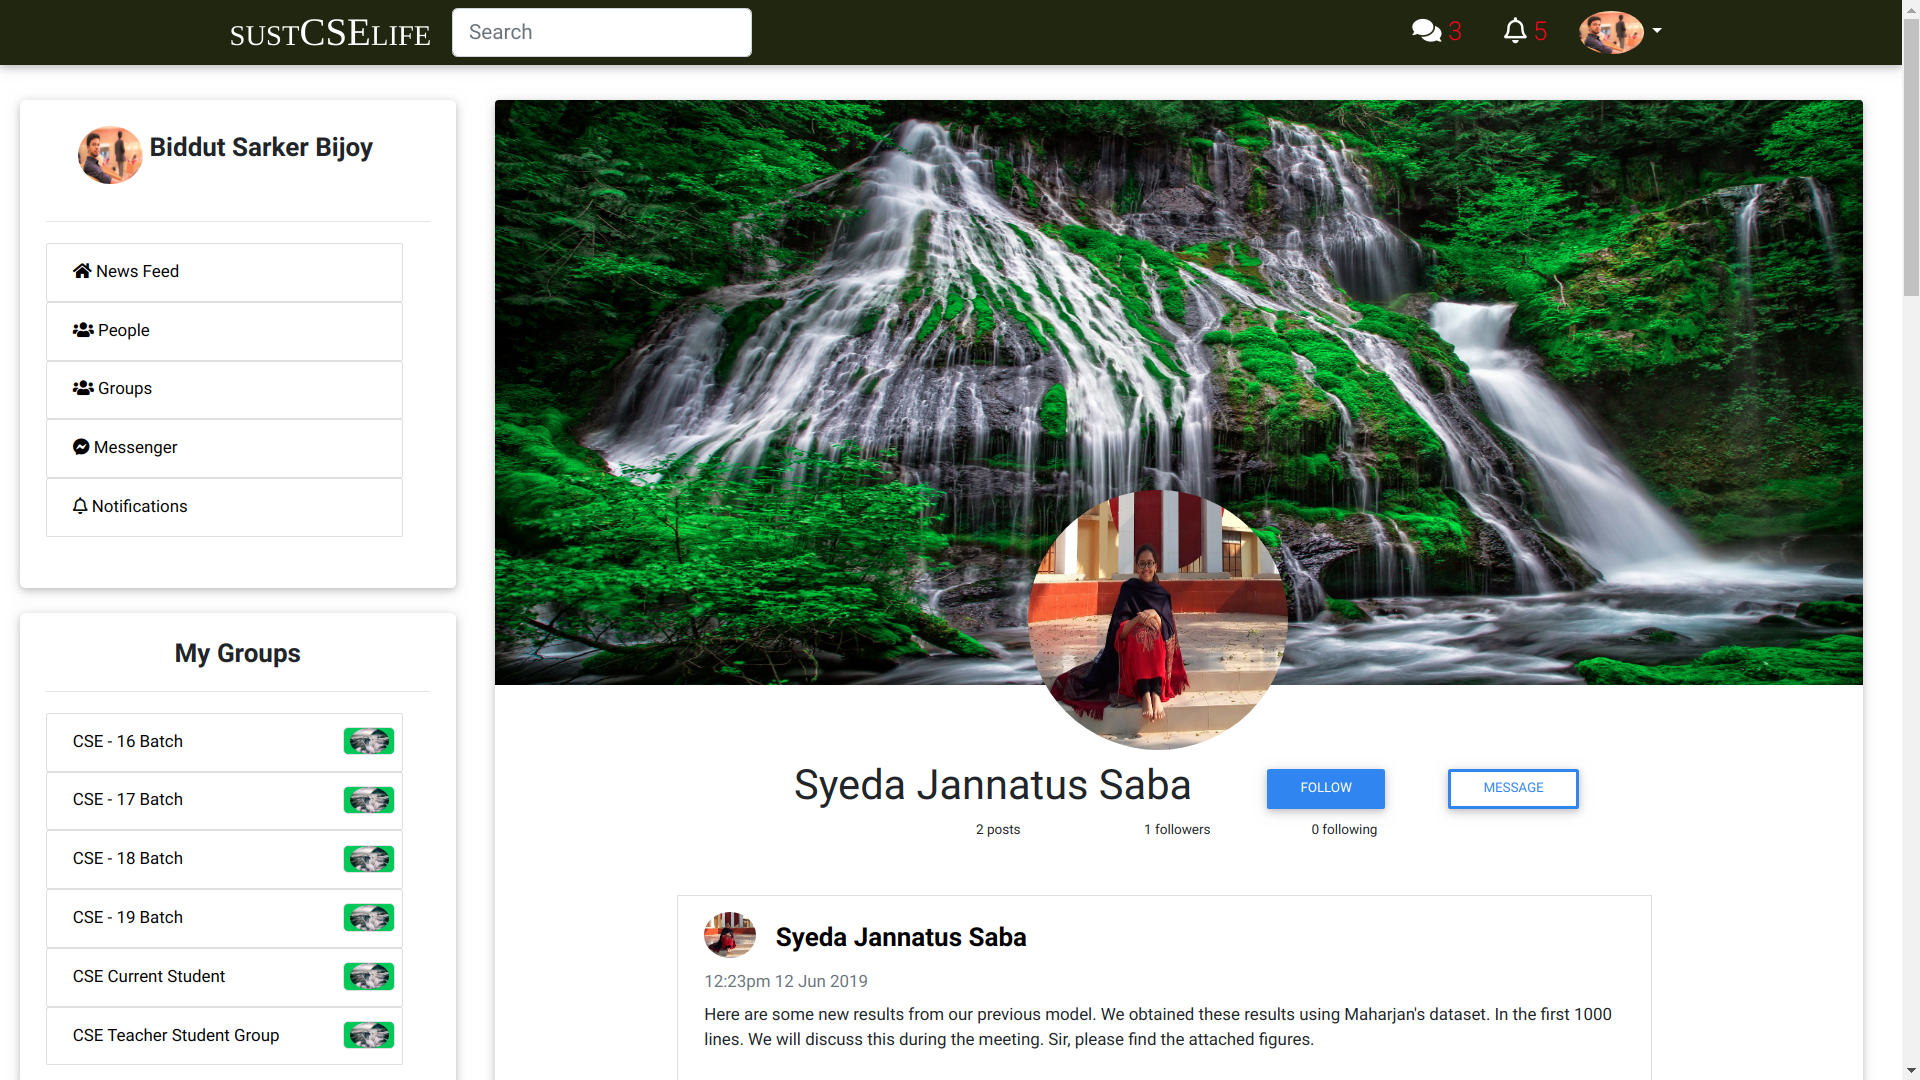 SUSTCSELIFE
Search
3
5
Biddut Sarker Bijoy
News Feed
People
Groups
Messenger
Notifications
My Groups
CSE - 16 Batch
CSE - 17 Batch
CSE - 18 Batch
CSE - 19 Batch
CSE Current Student
CSE Teacher Student Group
Syeda Jannatus Saba
FOLLOW
MESSAGE
2 posts
1 followers
0 following
Syeda Jannatus Saba
12:23pm 12 Jun 2019
Here are some new results from our previous model. We obtained these results using Maharjan's dataset. In the first 1000
lines. We will discuss this during the meeting. Sir, please find the attached figures.